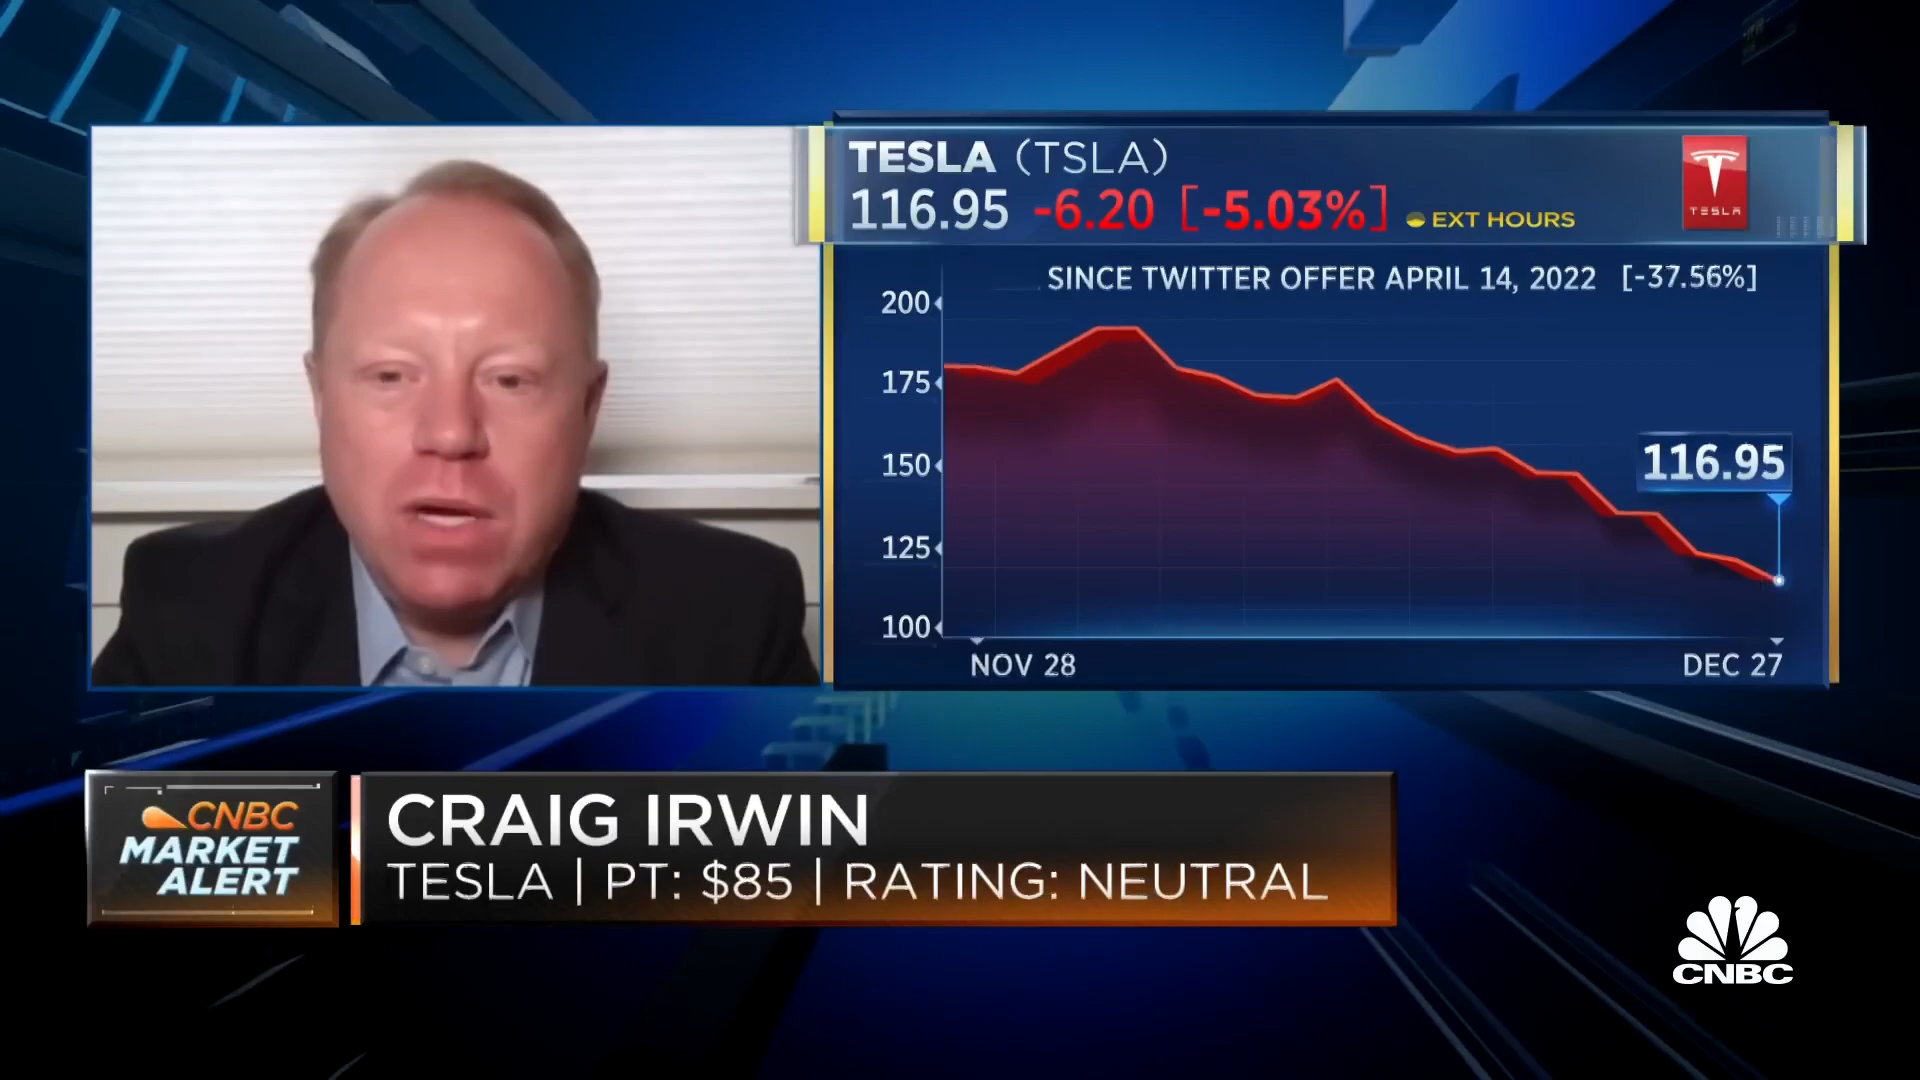 TESLA (TSLA)
116.95 -6.20 [-5.03%] EXT HOURS
TESLA
SINCE TWITTER OFFER APRIL 14, 2022 [-37.56%]
200
175
150
125
100
116.95
NOV 28
DEC 27
CNBC
MARKET
ALERT
CRAIG IRWIN
TESLA | PT: $85 | RATING: NEUTRAL
CNBC